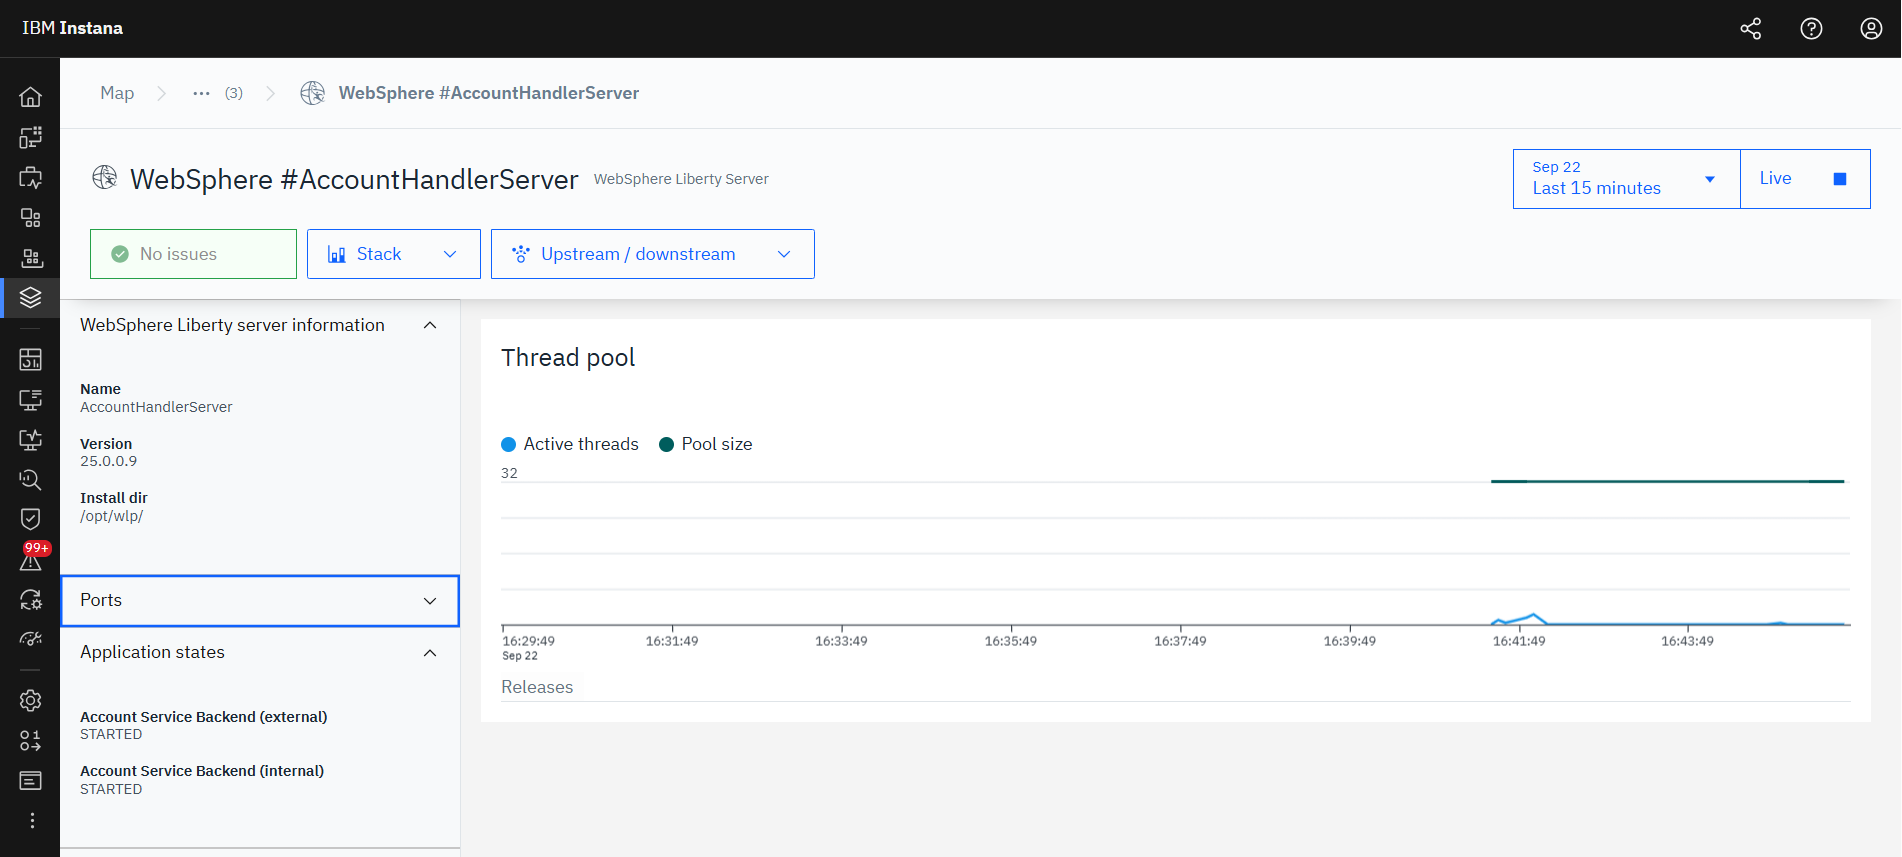 IBM Instana
Map
··· (3)
WebSphere #AccountHandlerServer
WebSphere #AccountHandlerServer
WebSphere Liberty Server
Sep 22
Last 15 minutes
Live
No issues
Stack
Upstream / downstream
99+
WebSphere Liberty server information
Name
AccountHandlerServer
Version
25.0.0.9
Install dir
/opt/wlp/
Ports
Application states
Account Service Backend (external)
STARTED
Account Service Backend (internal)
STARTED
Thread pool
Active threads
Pool size
32
16:29:49 16:31:49 16:33:49 16:35:49 16:37:49 16:39:49 16:41:49 16:43:49
Sep 22
Releases